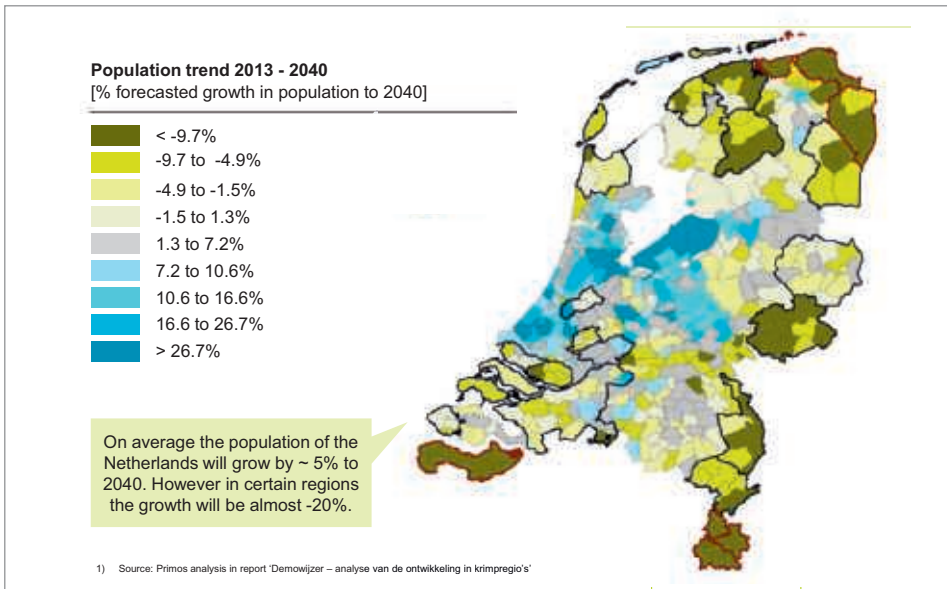 Population trend 2013 - 2040
[% forecasted growth in population to 2040]
< -9.7%
-9.7 to -4.9%
-4.9 to -1.5%
-1.5 to 1.3%
1.3 to 7.2%
7.2 to 10.6%
10.6 to 16.6%
16.6 to 26.7%
> 26.7%
On average the population of the
Netherlands will grow by ~ 5% to
2040. However in certain regions
the growth will be almost -20%.
1) Source: Primos analysis in report 'Demowijzer – analyse van de ontwikkeling in krimpregio's'